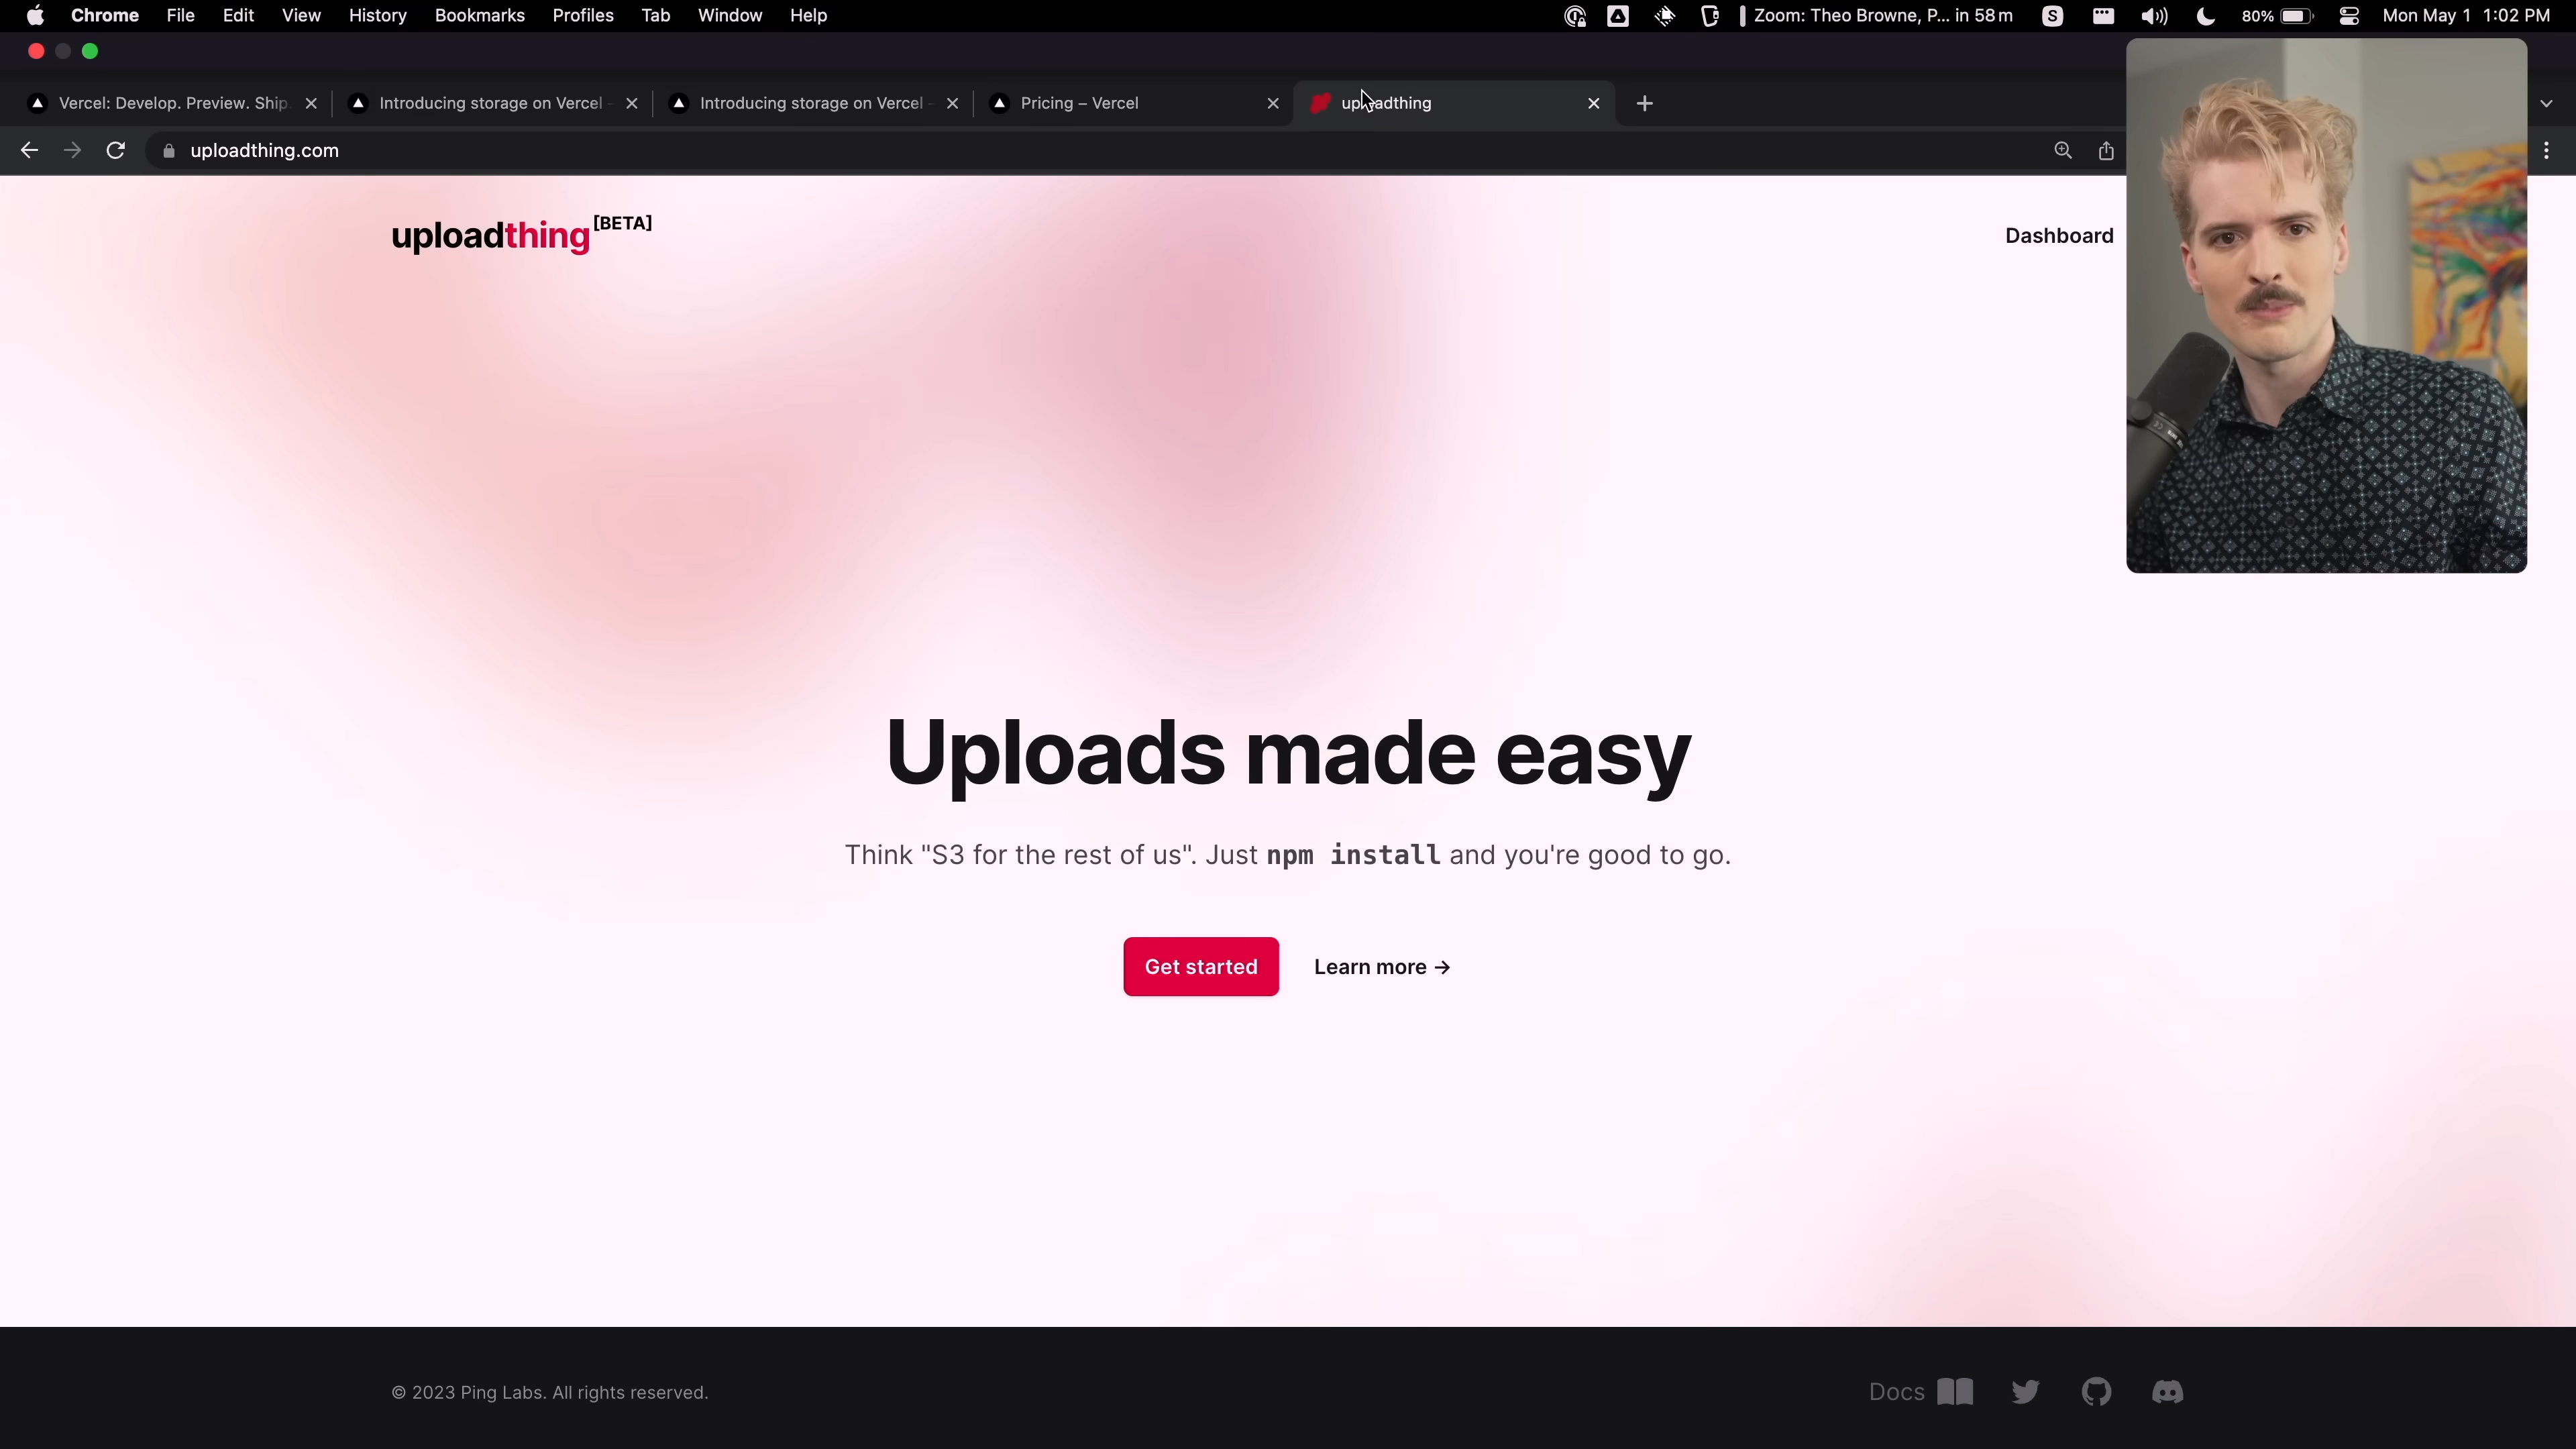 Chrome File Edit View History Bookmarks Profiles Tab Window Help
Zoom: Theo Browne, P... in 58 m
S
80%
Mon May 1 1:02 PM
Vercel: Develop. Preview. Ship.
Introducing storage on Vercel -
Introducing storage on Vercel -
Pricing – Vercel
uploadthing
uploadthing.com
uploadthing [BETA]
Dashboard
Uploads made easy
Think "S3 for the rest of us". Just npm install and you're good to go.
Get started
Learn more →
© 2023 Ping Labs. All rights reserved.
Docs